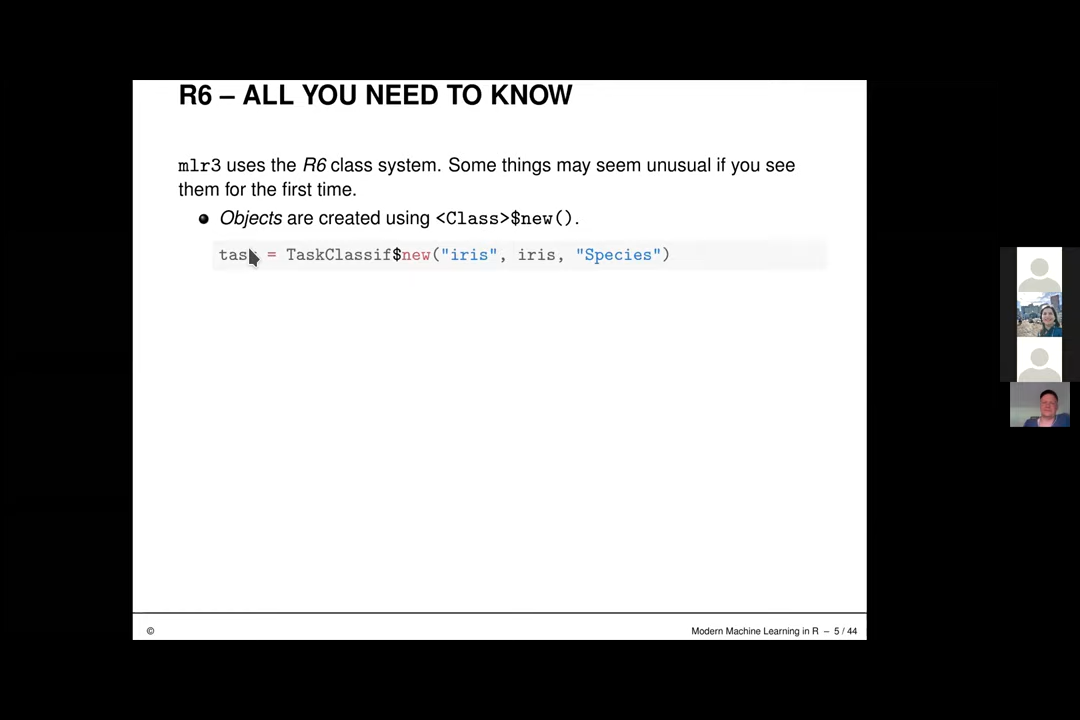 R6 – ALL YOU NEED TO KNOW
mlr3 uses the R6 class system. Some things may seem unusual if you see
them for the first time.
Objects are created using <Class>$new().
task = TaskClassif$new("iris", iris, "Species")
© Modern Machine Learning in R – 5 / 44